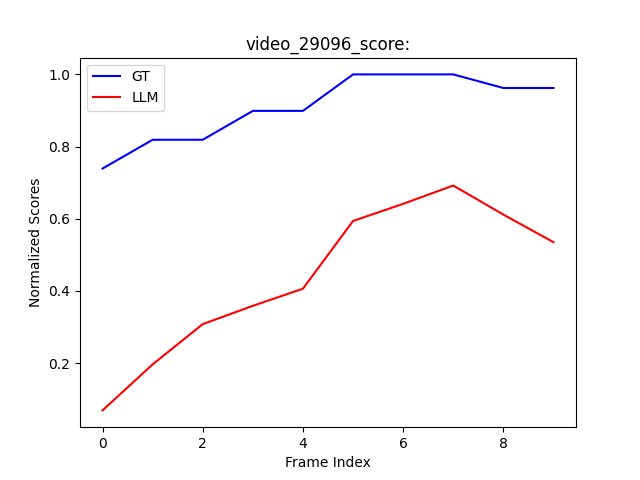 video_29096_score:
GT
LLM
1.0
0.8
0.6
0.4
0.2
Normalized Scores
0 2 4 6 8
Frame Index